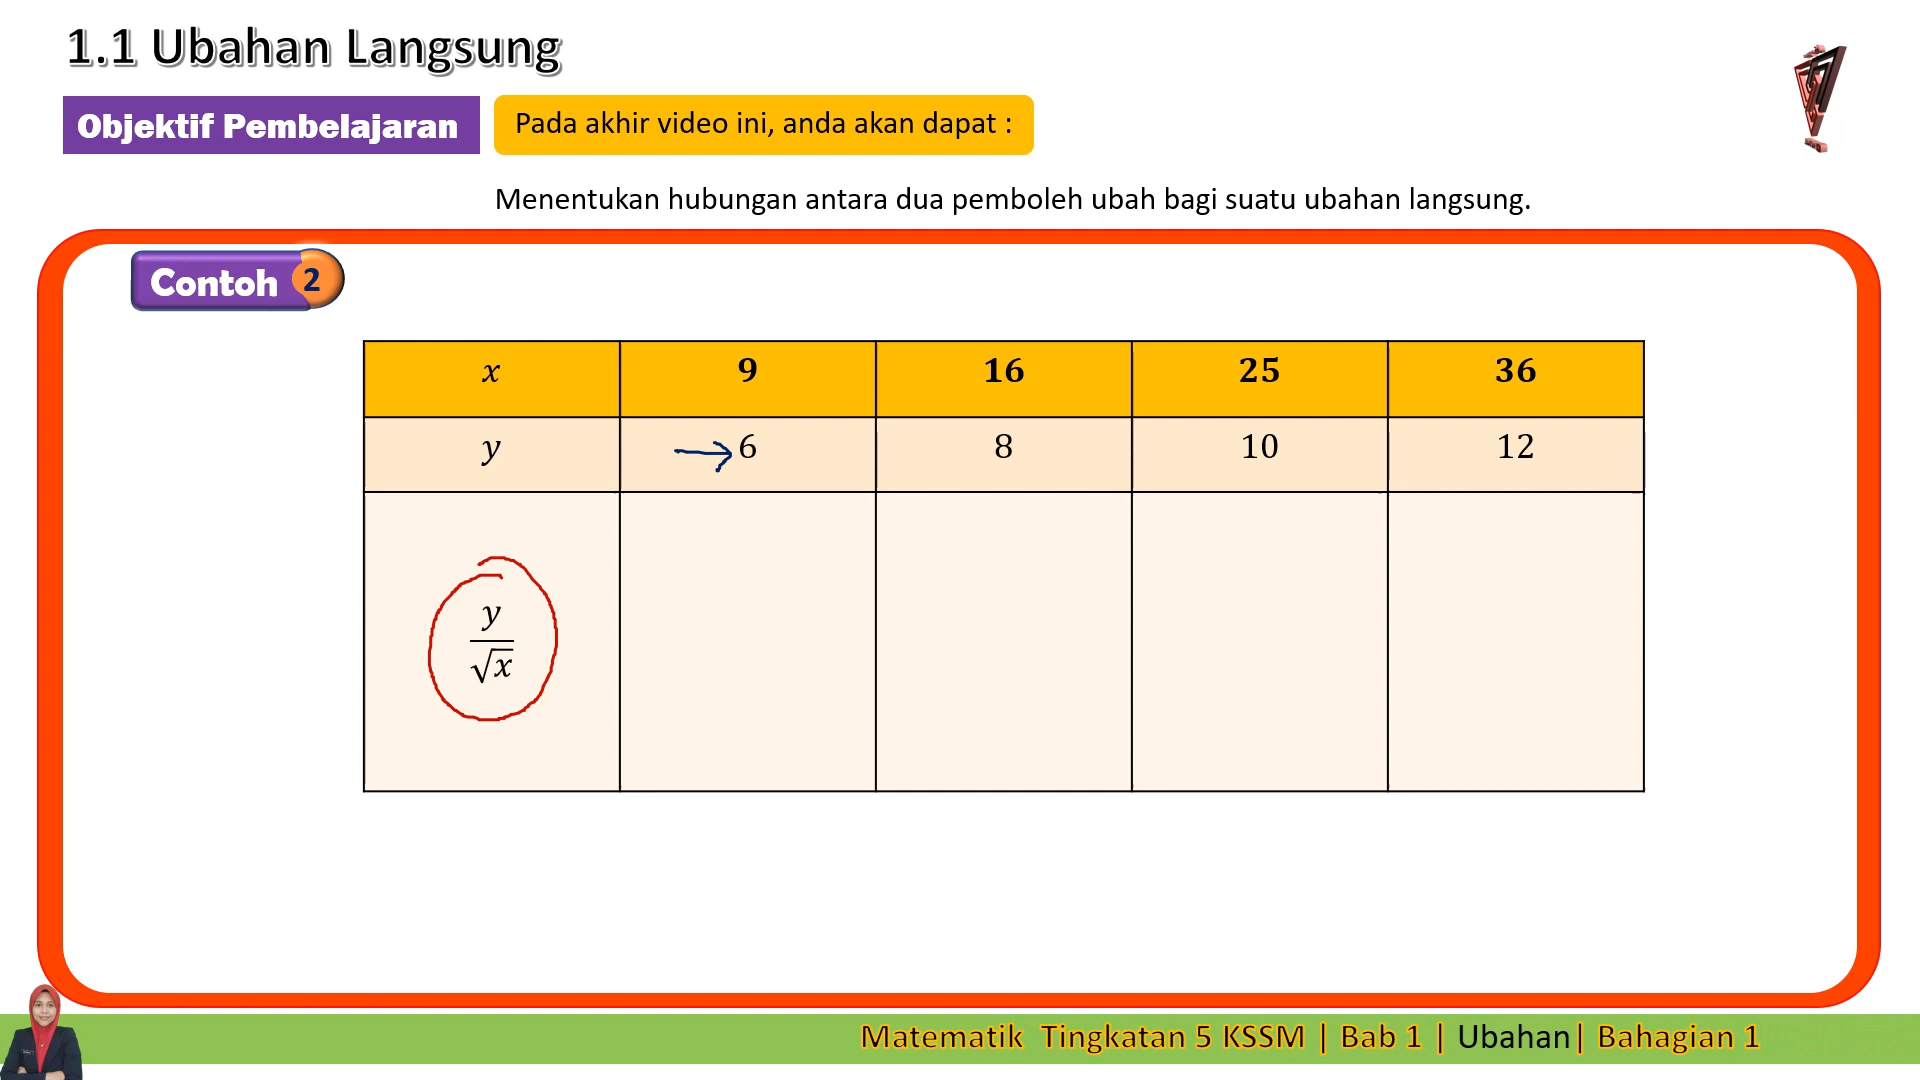 1.1 Ubahan Langsung
Objektif Pembelajaran
Pada akhir video ini, anda akan dapat :
Menentukan hubungan antara dua pemboleh ubah bagi suatu ubahan langsung.
Contoh 2
x 9 16 25 36
y → 6 8 10 12
y/√x
Matematik Tingkatan 5 KSSM | Bab 1 | Ubahan| Bahagian 1